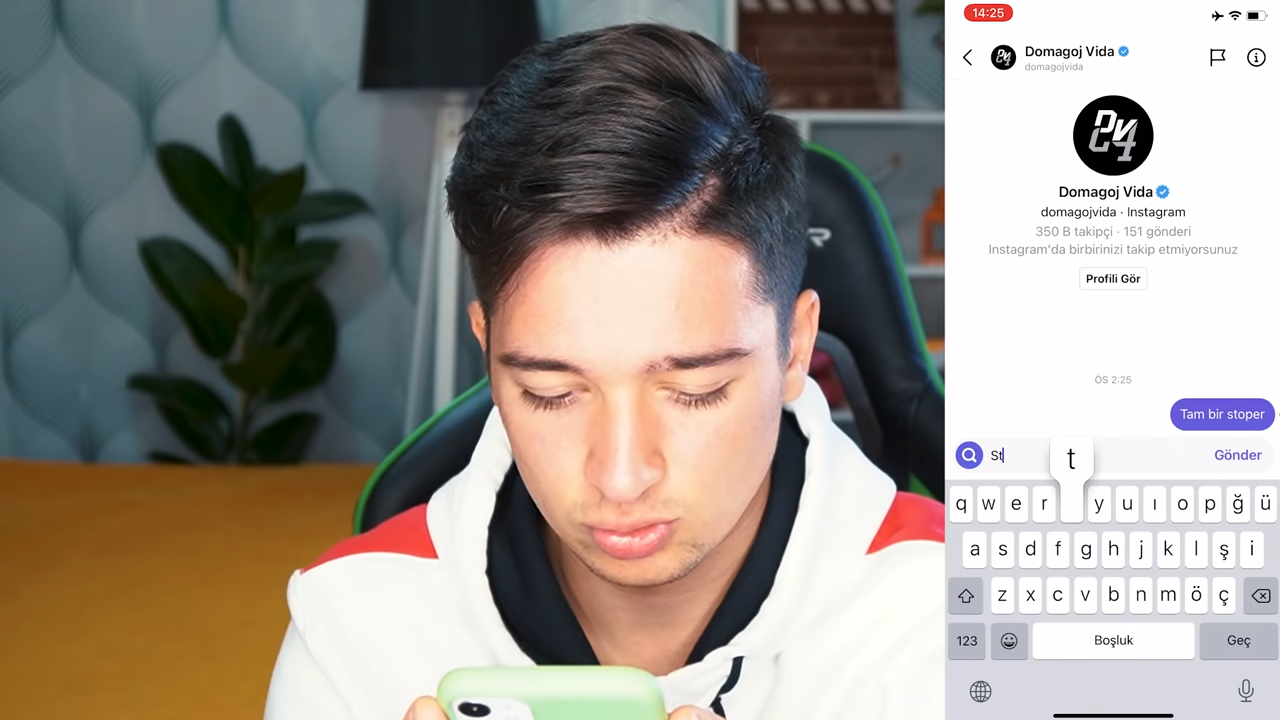 14:25
Domagoj Vida
domagojvida
Domagoj Vida
domagojvida · Instagram
350 B takipçi · 151 gönderi
Instagram'da birbirinizi takip etmiyorsunuz
Profili Gör
ÖS 2:25
Tam bir stoper
St
t
Gönder
q w e r y u ı o p ğ ü
a s d f g h j k l ş i
z x c v b n m ö ç
123
Boşluk
Geç